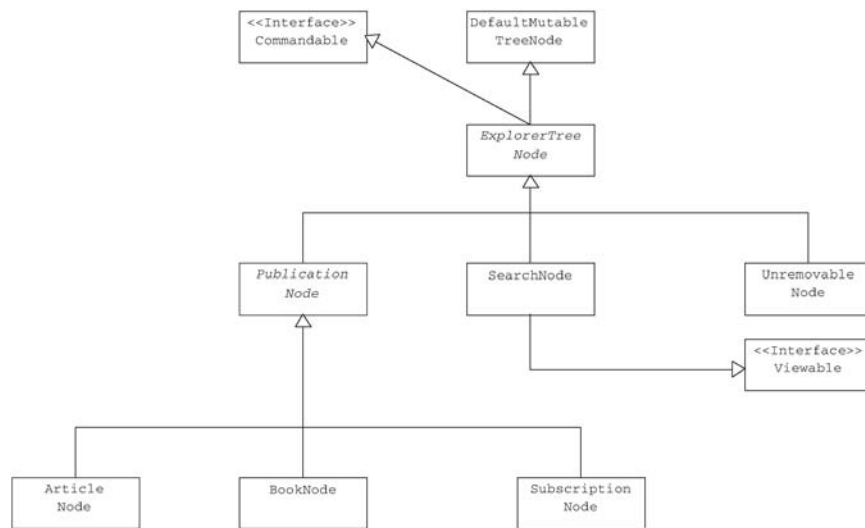 <<Interface>>
Commandable
DefaultMutable
TreeNode
ExplorerTree
Node
Publication
Node
SearchNode
Unremovable
Node
<<Interface>>
Viewable
Article
Node
BookNode
Subscription
Node